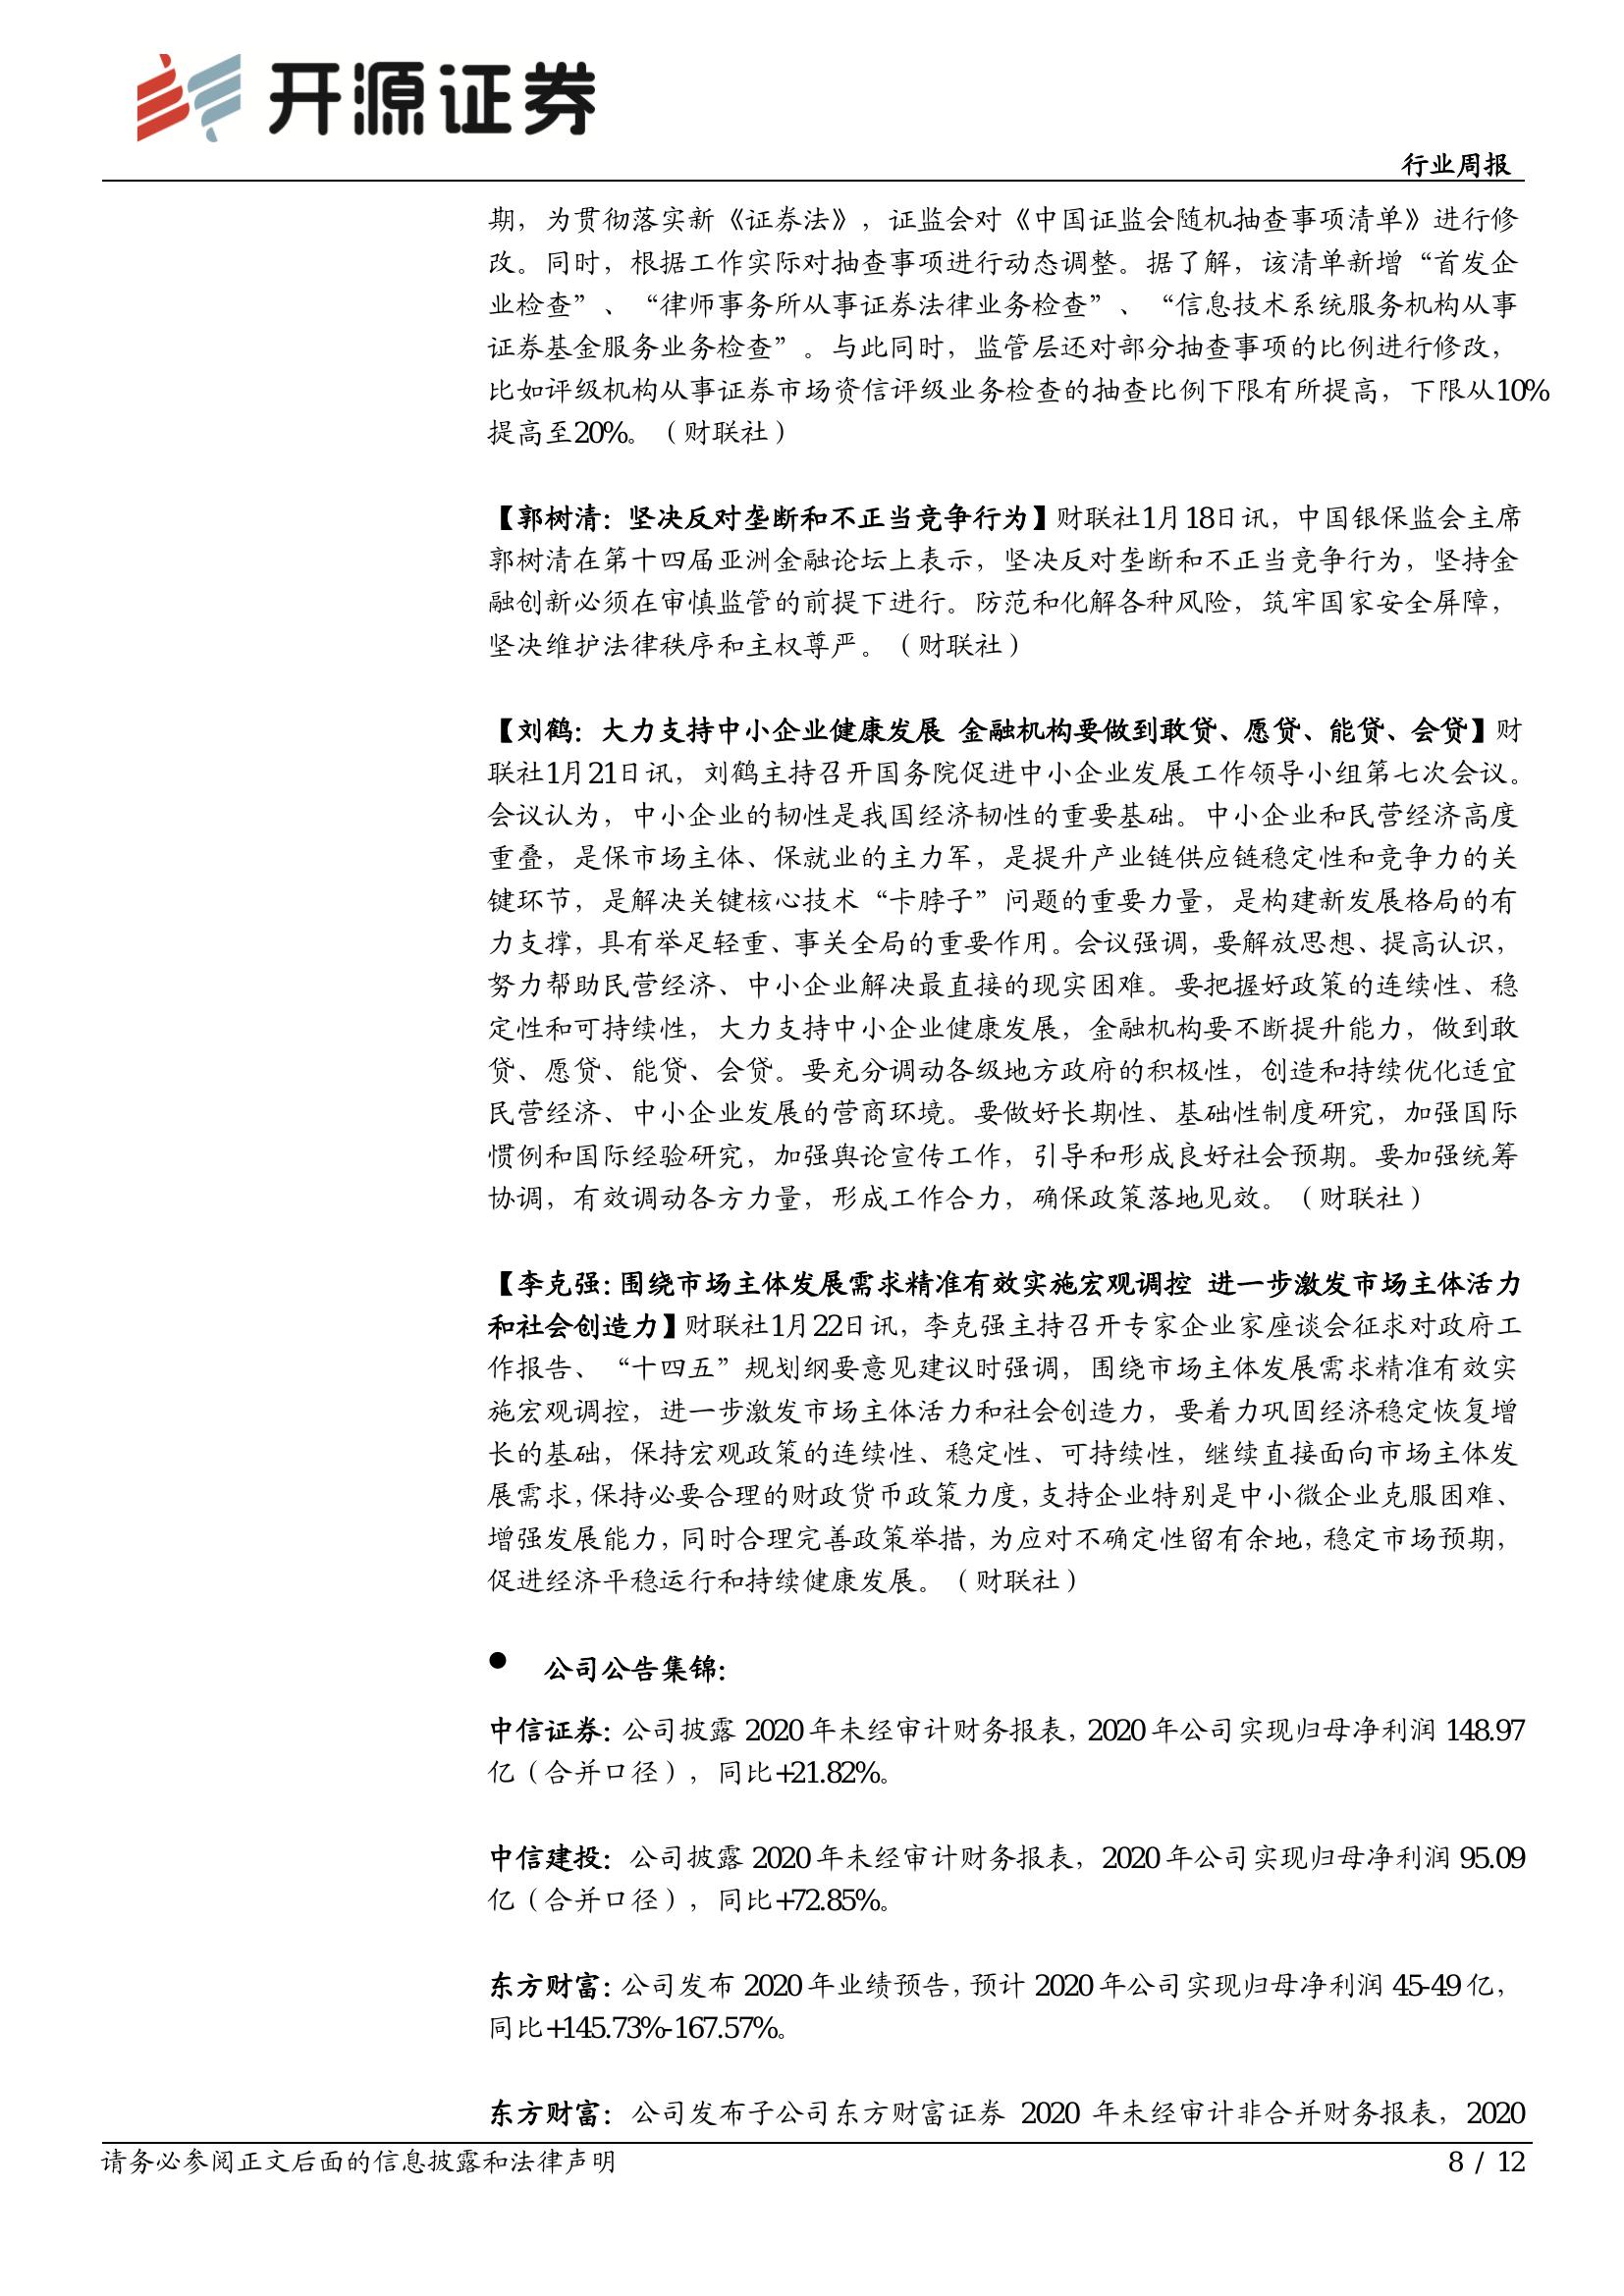 开源证券
行业周报
期，为贯彻落实新《证券法》，证监会对《中国证监会随机抽查事项清单》进行修
改。同时，根据工作实际对抽查事项进行动态调整。据了解，该清单新增“首发企
业检查”、“律师事务所从事证券法律业务检查”、“信息技术系统服务机构从事
证券基金服务业务检查”。与此同时，监管层还对部分抽查事项的比例进行修改，
比如评级机构从事证券市场资信评级业务检查的抽查比例下限有所提高，下限从10%
提高至20%。（财联社）
【郭树清：坚决反对垄断和不正当竞争行为】财联社1月18日讯，中国银保监会主席
郭树清在第十四届亚洲金融论坛上表示，坚决反对垄断和不正当竞争行为，坚持金
融创新必须在审慎监管的前提下进行。防范和化解各种风险，筑牢国家安全屏障，
坚决维护法律秩序和主权尊严。（财联社）
【刘鹤：大力支持中小企业健康发展 金融机构要做到敢贷、愿贷、能贷、会贷】财
联社1月21日讯，刘鹤主持召开国务院促进中小企业发展工作领导小组第七次会议。
会议认为，中小企业的韧性是我国经济韧性的重要基础。中小企业和民营经济高度
重叠，是保市场主体、保就业的主力军，是提升产业链供应链稳定性和竞争力的关
键环节，是解决关键核心技术“卡脖子”问题的重要力量，是构建新发展格局的有
力支撑，具有举足轻重、事关全局的重要作用。会议强调，要解放思想、提高认识，
努力帮助民营经济、中小企业解决最直接的现实困难。要把握好政策的连续性、稳
定性和可持续性，大力支持中小企业健康发展，金融机构要不断提升能力，做到敢
贷、愿贷、能贷、会贷。要充分调动各级地方政府的积极性，创造和持续优化适宜
民营经济、中小企业发展的营商环境。要做好长期性、基础性制度研究，加强国际
惯例和国际经验研究，加强舆论宣传工作，引导和形成良好社会预期。要加强统筹
协调，有效调动各方力量，形成工作合力，确保政策落地见效。（财联社）
【李克强：围绕市场主体发展需求精准有效实施宏观调控 进一步激发市场主体活力
和社会创造力】财联社1月22日讯，李克强主持召开专家企业家座谈会征求对政府工
作报告、“十四五”规划纲要意见建议时强调，围绕市场主体发展需求精准有效实
施宏观调控，进一步激发市场主体活力和社会创造力，要着力巩固经济稳定恢复增
长的基础，保持宏观政策的连续性、稳定性、可持续性，继续直接面向市场主体发
展需求，保持必要合理的财政货币政策力度，支持企业特别是中小微企业克服困难、
增强发展能力，同时合理完善政策举措，为应对不确定性留有余地，稳定市场预期，
促进经济平稳运行和持续健康发展。（财联社）
● 公司公告集锦：
中信证券：公司披露 2020 年未经审计财务报表，2020 年公司实现归母净利润 148.97
亿（合并口径），同比+21.82%。
中信建投：公司披露 2020 年未经审计财务报表，2020 年公司实现归母净利润 95.09
亿（合并口径），同比+72.85%。
东方财富：公司发布 2020 年业绩预告，预计 2020 年公司实现归母净利润 45-49 亿，
同比+145.73%-167.57%。
东方财富：公司发布子公司东方财富证券 2020 年未经审计非合并财务报表，2020
请务必参阅正文后面的信息披露和法律声明
8 / 12